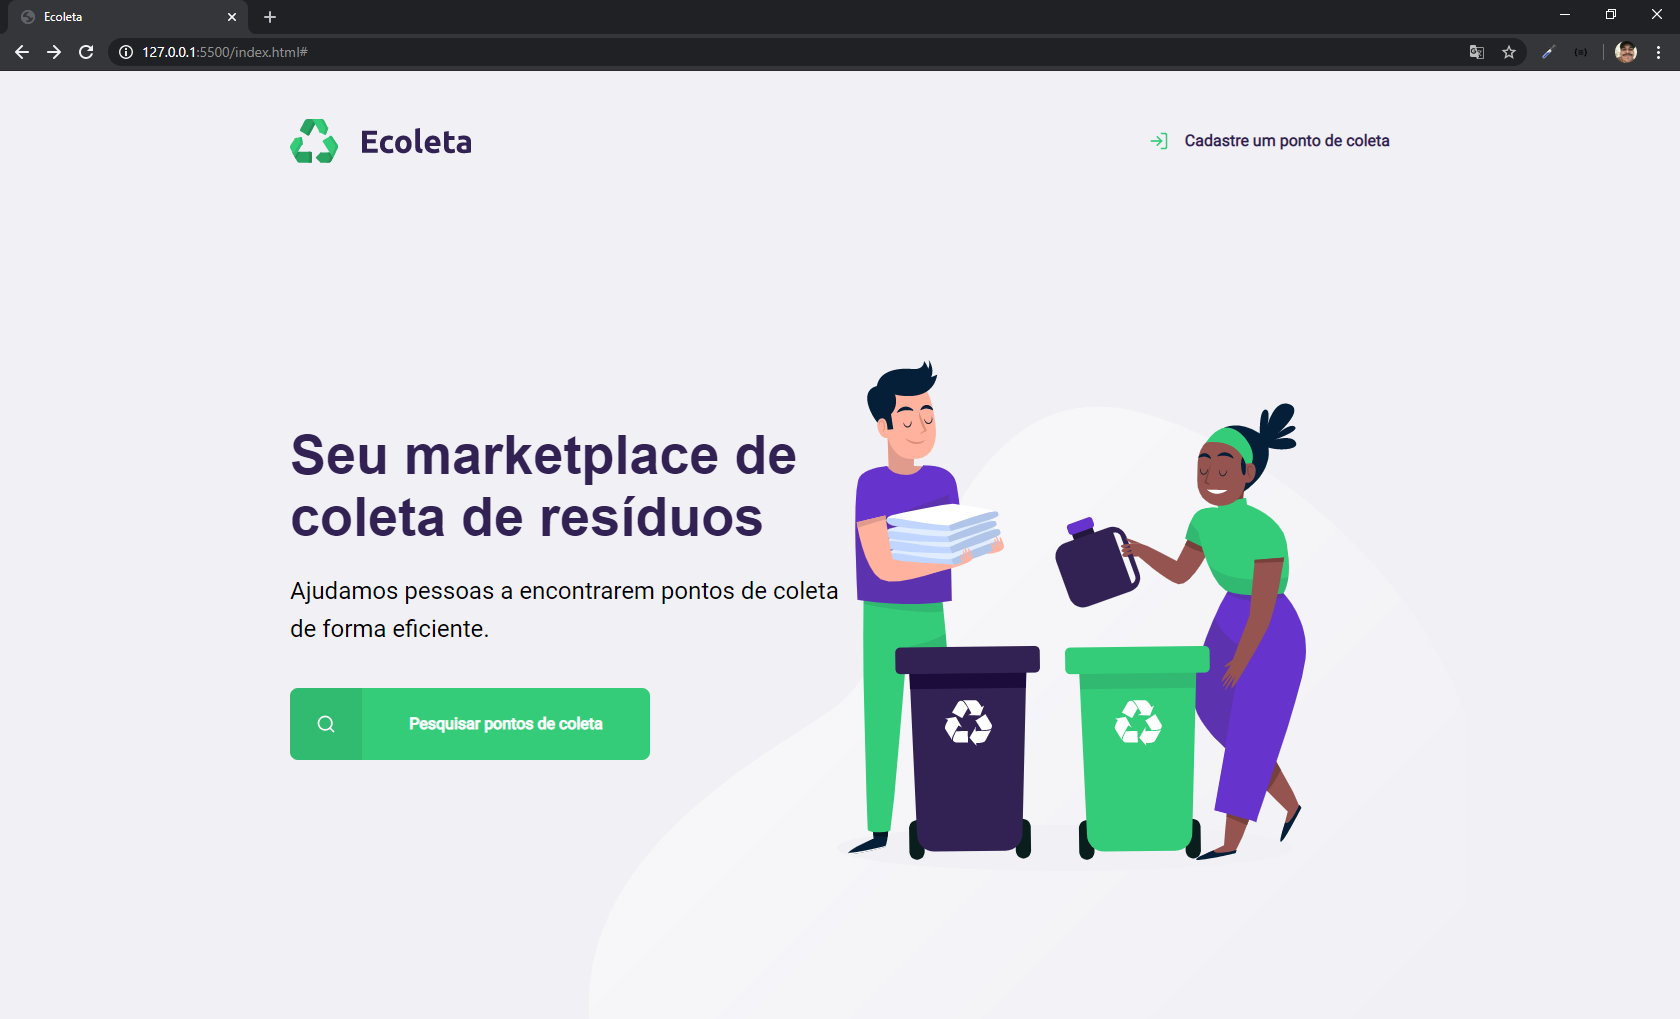 Ecoleta
127.0.0.1:5500/index.html#
Ecoleta
Cadastre um ponto de coleta
Seu marketplace de
coleta de resíduos
Ajudamos pessoas a encontrarem pontos de coleta
de forma eficiente.
Pesquisar pontos de coleta